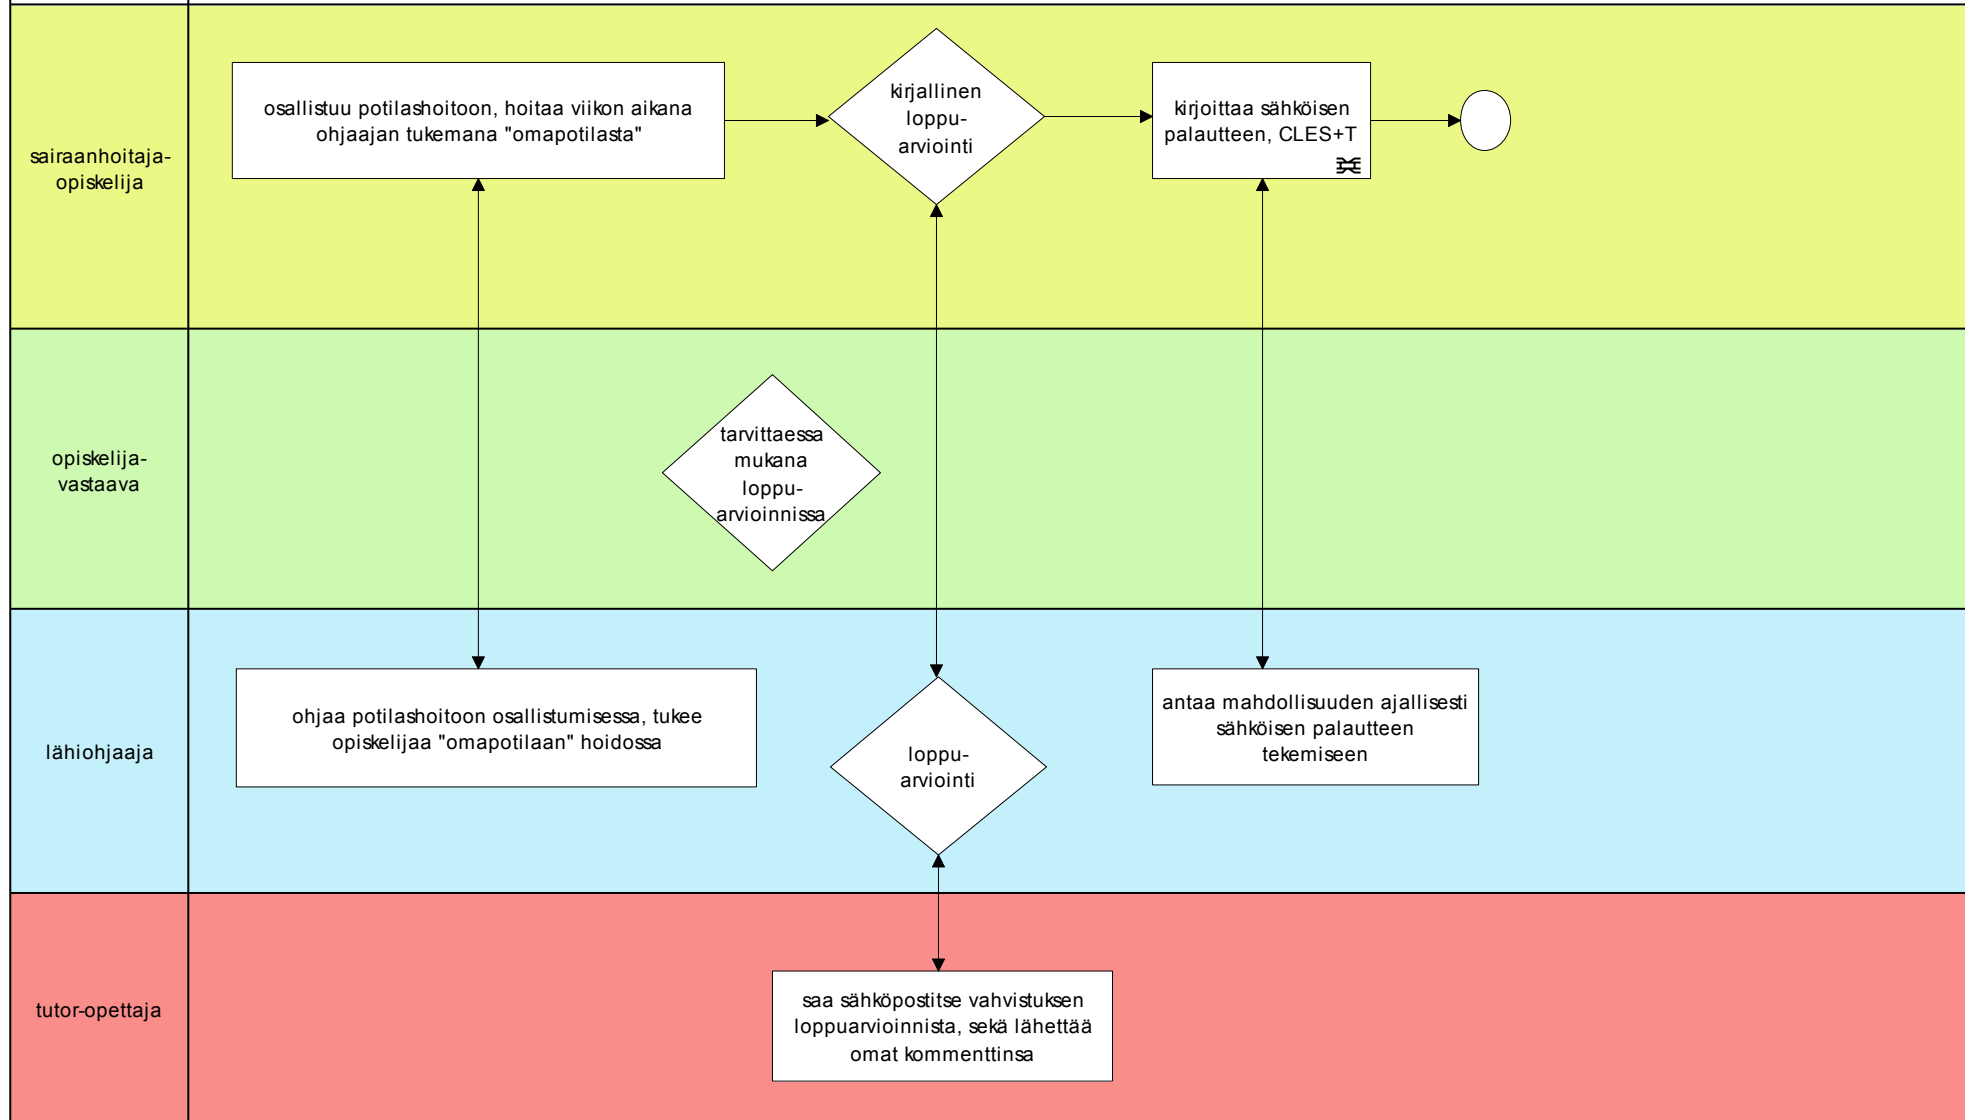 sairaanhoitaja-
opiskelija
osallistuu potilashoitoon, hoitaa viikon aikana
ohjaajan tukemana "omapotilasta"
kirjallinen
loppu-
arviointi
kirjoittaa sähköisen
palautteen, CLES+T
opiskelija-
vastaava
tarvittaessa
mukana
loppu-
arvioinnissa
lähiohjaaja
ohjaa potilashoitoon osallistumisessa, tukee
opiskelijaa "omapotilaan" hoidossa
loppu-
arviointi
antaa mahdollisuuden ajallisesti
sähköisen palautteen
tekemiseen
tutor-opettaja
saa sähköpostitse vahvistuksen
loppuarvioinnista, sekä lähettää
omat kommenttinsa